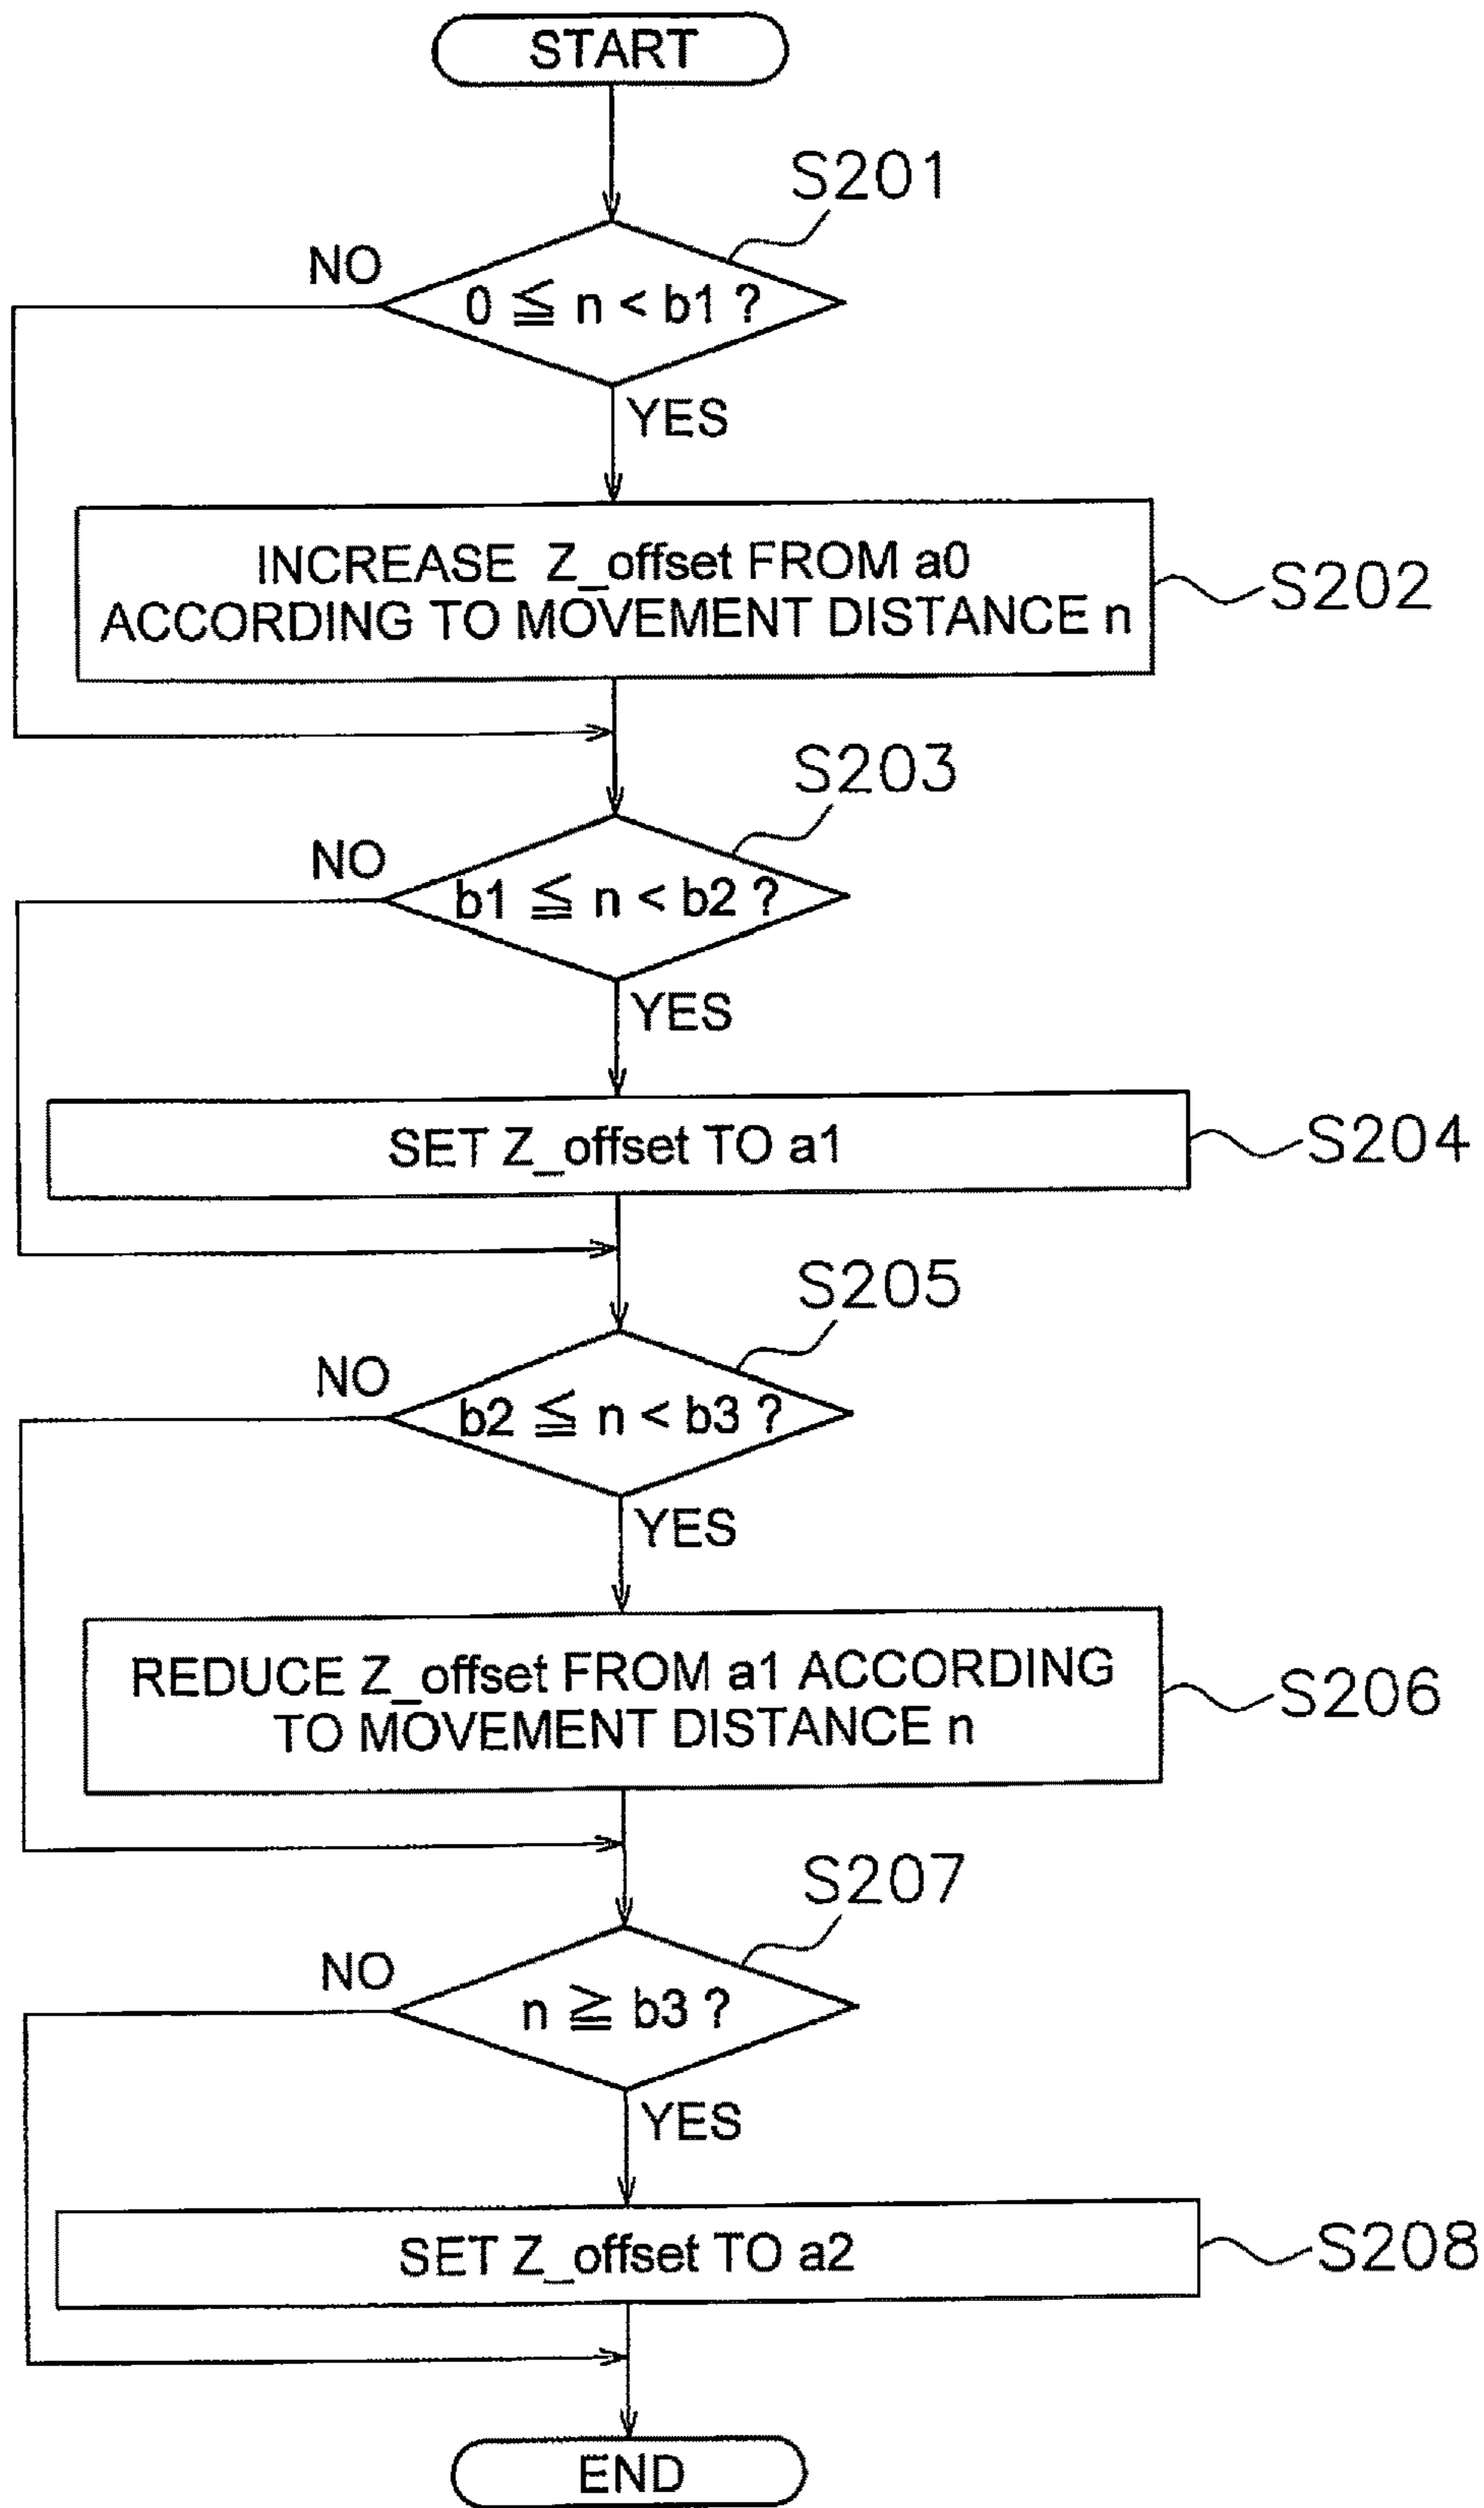 START
S201
NO
0 ≦ n < b1 ?
YES
INCREASE Z_offset FROM a0
ACCORDING TO MOVEMENT DISTANCE n
S202
S203
NO
b1 ≦ n < b2 ?
YES
SET Z_offset TO a1
S204
S205
NO
b2 ≦ n < b3 ?
YES
REDUCE Z_offset FROM a1 ACCORDING
TO MOVEMENT DISTANCE n
S206
S207
NO
n ≧ b3 ?
YES
SET Z_offset TO a2
S208
END